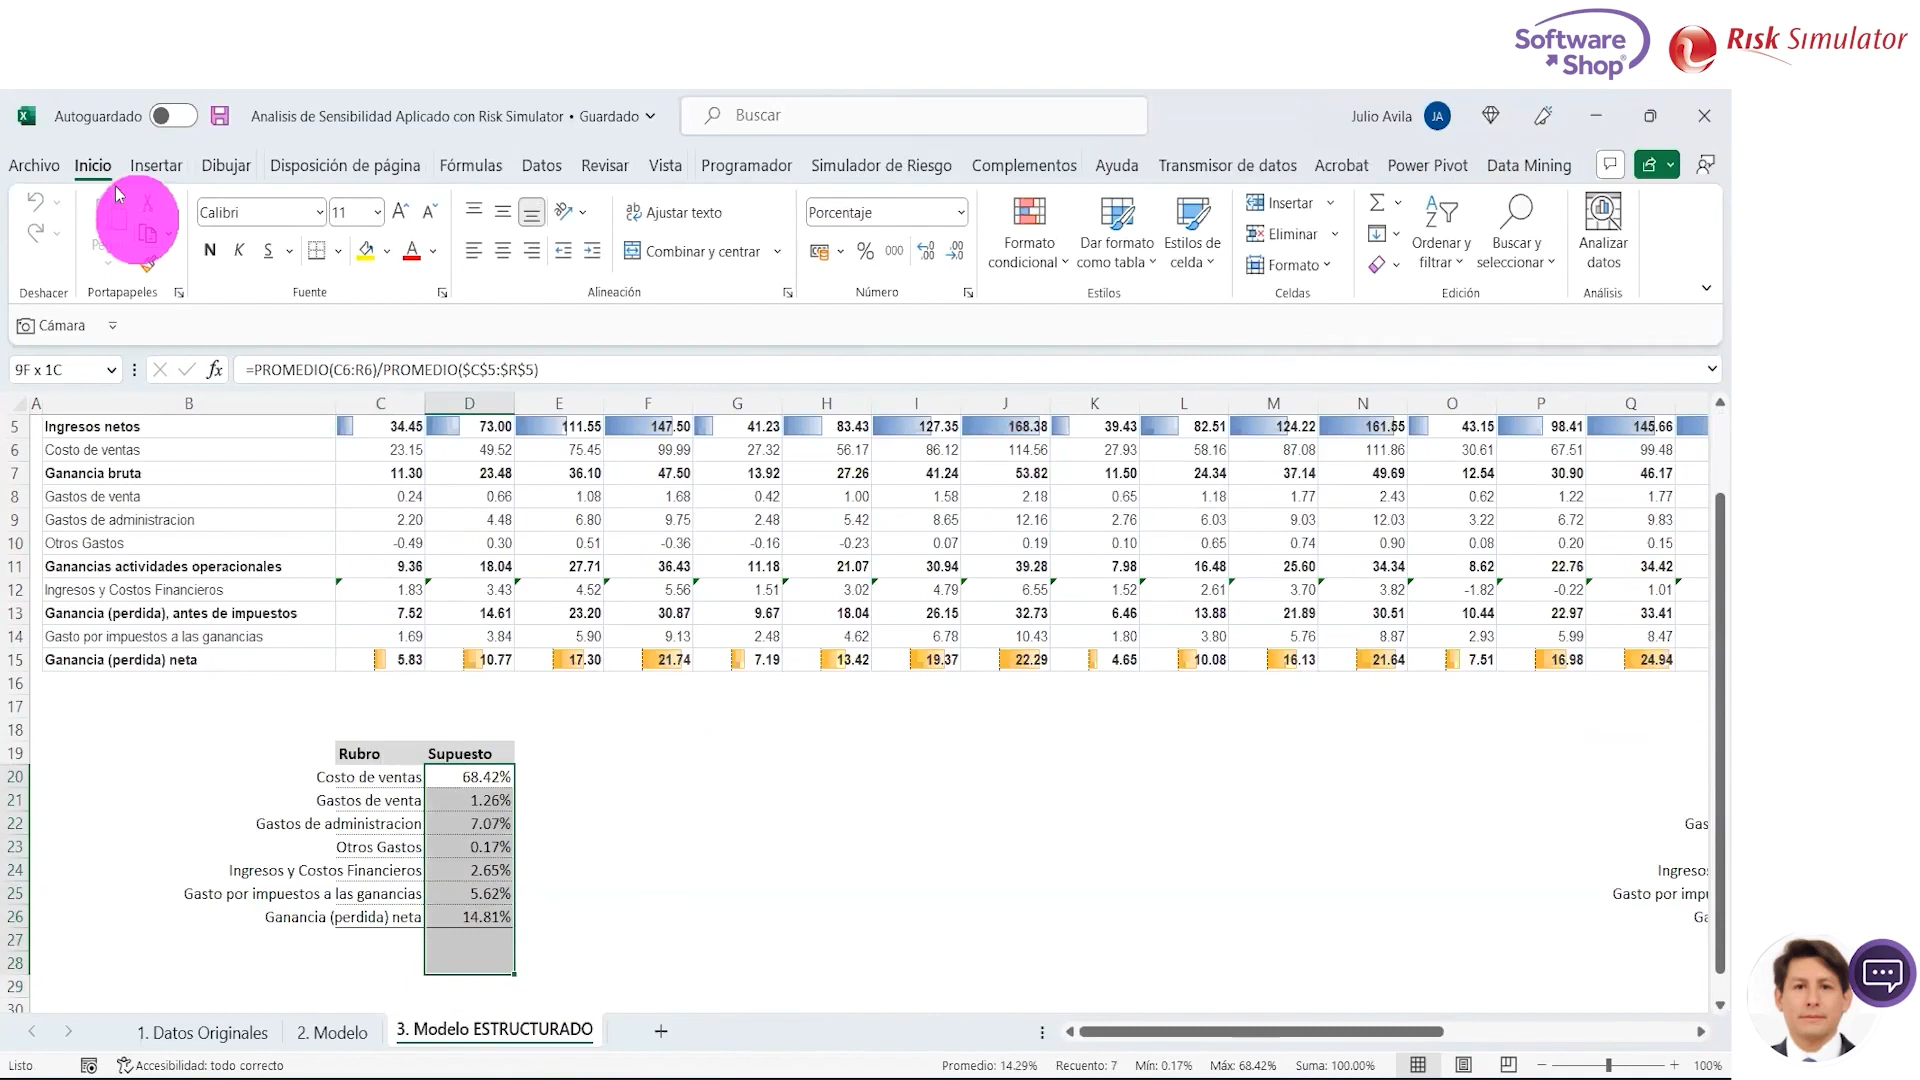 Software Shop
Risk Simulator
Autoguardado
Analisis de Sensibilidad Aplicado con Risk Simulator • Guardado
Buscar
Julio Avila
JA
Archivo Inicio Insertar Dibujar Disposición de página Fórmulas Datos Revisar Vista Programador Simulador de Riesgo Complementos Ayuda Transmisor de datos Acrobat Power Pivot Data Mining
Calibri 11
Ajustar texto
Porcentaje
N K S
Combinar y centrar
% 000
Formato condicional
Dar formato como tabla
Estilos de celda
Insertar
Eliminar
Formato
Ordenar y filtrar
Buscar y seleccionar
Analizar datos
Deshacer Portapapeles Fuente Alineación Número Estilos Celdas Edición Análisis
Cámara
9F x 1C fx =PROMEDIO(C6:R6)/PROMEDIO($C$5:$R$5)
A B C D E F G H I J K L M N O P Q
5 Ingresos netos 34.45 73.00 111.55 147.50 41.23 83.43 127.35 168.38 39.43 82.51 124.22 161.55 43.15 98.41 145.66
6 Costo de ventas 23.15 49.52 75.45 99.99 27.32 56.17 86.12 114.56 27.93 58.16 87.08 111.86 30.61 67.51 99.48
7 Ganancia bruta 11.30 23.48 36.10 47.50 13.92 27.26 41.24 53.82 11.50 24.34 37.14 49.69 12.54 30.90 46.17
8 Gastos de venta 0.24 0.66 1.08 1.68 0.42 1.00 1.58 2.18 0.65 1.18 1.77 2.43 0.62 1.22 1.77
9 Gastos de administracion 2.20 4.48 6.80 9.75 2.48 5.42 8.65 12.16 2.76 6.03 9.03 12.03 3.22 6.72 9.83
10 Otros Gastos -0.49 0.30 0.51 -0.36 -0.16 -0.23 0.07 0.19 0.10 0.65 0.74 0.90 0.08 0.20 0.15
11 Ganancias actividades operacionales 9.36 18.04 27.71 36.43 11.18 21.07 30.94 39.28 7.98 16.48 25.60 34.34 8.62 22.76 34.42
12 Ingresos y Costos Financieros 1.83 3.43 4.52 5.56 1.51 3.02 4.79 6.55 1.52 2.61 3.70 3.82 -1.82 -0.22 1.01
13 Ganancia (perdida), antes de impuestos 7.52 14.61 23.20 30.87 9.67 18.04 26.15 32.73 6.46 13.88 21.89 30.51 10.44 22.97 33.41
14 Gasto por impuestos a las ganancias 1.69 3.84 5.90 9.13 2.48 4.62 6.78 10.43 1.80 3.80 5.76 8.87 2.93 5.99 8.47
15 Ganancia (perdida) neta 5.83 10.77 17.30 21.74 7.19 13.42 19.37 22.29 4.65 10.08 16.13 21.64 7.51 16.98 24.94
16
17
18
19 Rubro Supuesto
20 Costo de ventas 68.42%
21 Gastos de venta 1.26%
22 Gastos de administracion 7.07% Gas
23 Otros Gastos 0.17%
24 Ingresos y Costos Financieros 2.65% Ingreso
25 Gasto por impuestos a las ganancias 5.62% Gasto por imp
26 Ganancia (perdida) neta 14.81% Ga
27
28
29
30
1. Datos Originales 2. Modelo 3. Modelo ESTRUCTURADO
Listo Accesibilidad: todo correcto Promedio: 14.29% Recuento: 7 Mín: 0.17% Máx: 68.42% Suma: 100.00% 100%